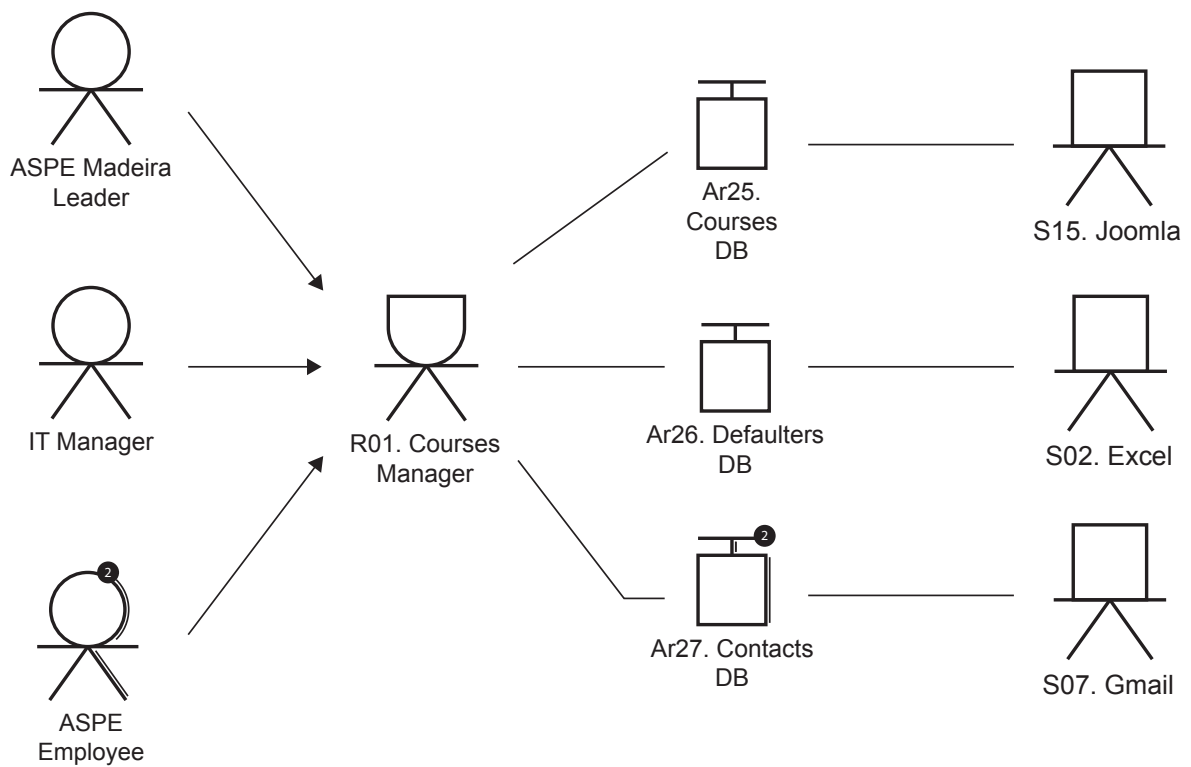 ASPE Madeira
Leader
IT Manager
2
ASPE
Employee
R01. Courses
Manager
Ar25.
Courses
DB
Ar26. Defaulters
DB
2
Ar27. Contacts
DB
S15. Joomla
S02. Excel
S07. Gmail